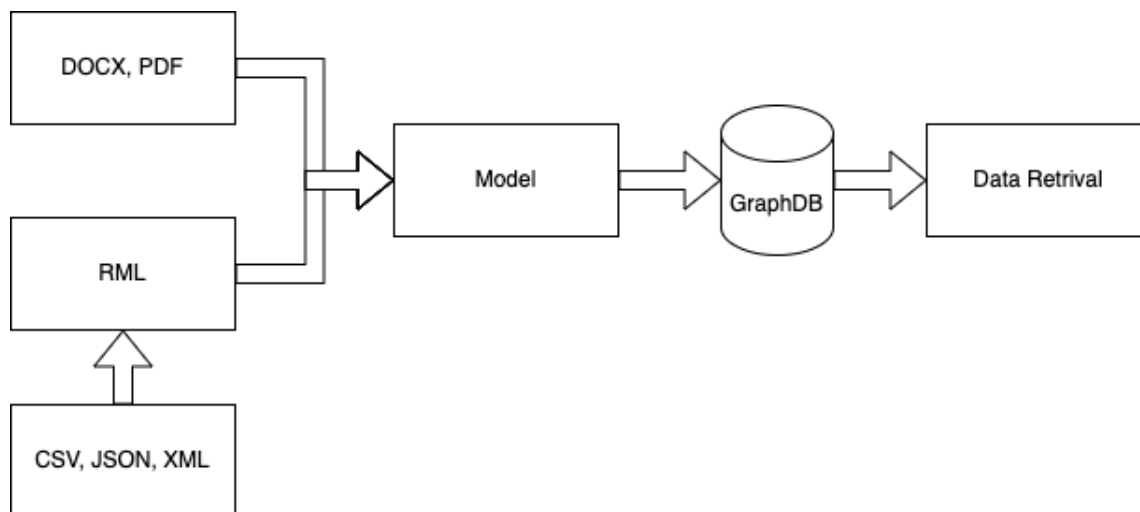 DOCX, PDF
Model
GraphDB
Data Retrival
RML
CSV, JSON, XML